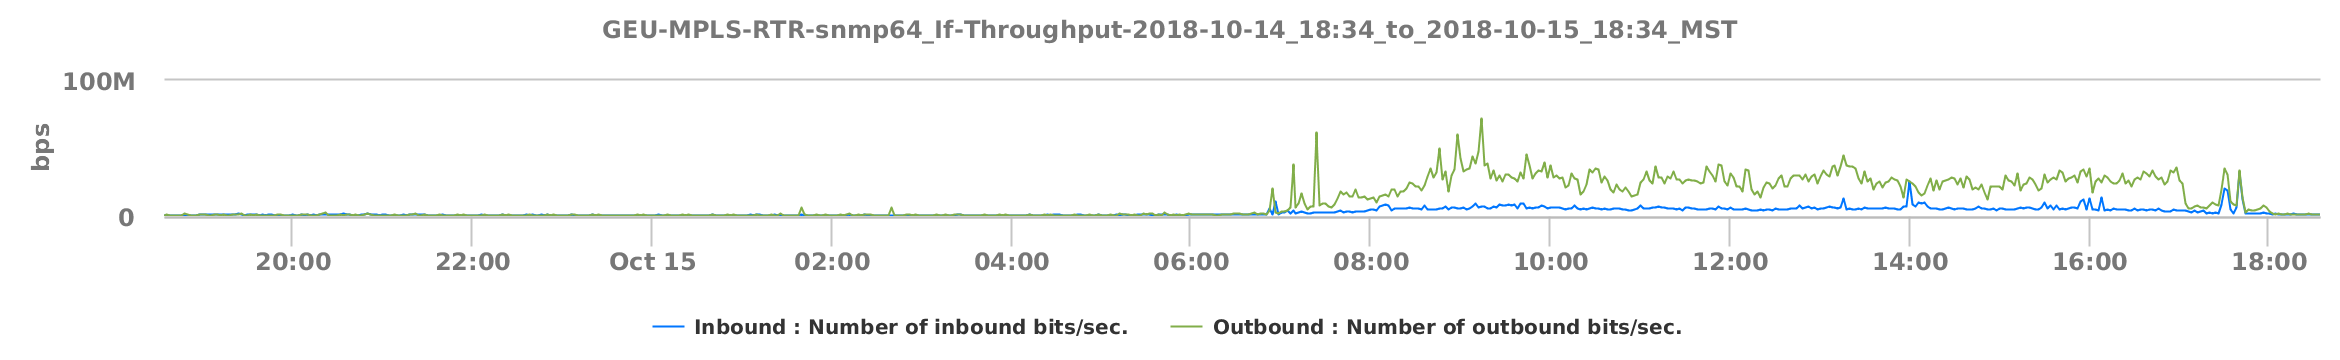 GEU-MPLS-RTR-snmp64_If-Throughput-2018-10-14_18:34_to_2018-10-15_18:34_MST
100M
bps
0
20:00 22:00 Oct 15 02:00 04:00 06:00 08:00 10:00 12:00 14:00 16:00 18:00
Inbound : Number of inbound bits/sec. Outbound : Number of outbound bits/sec.